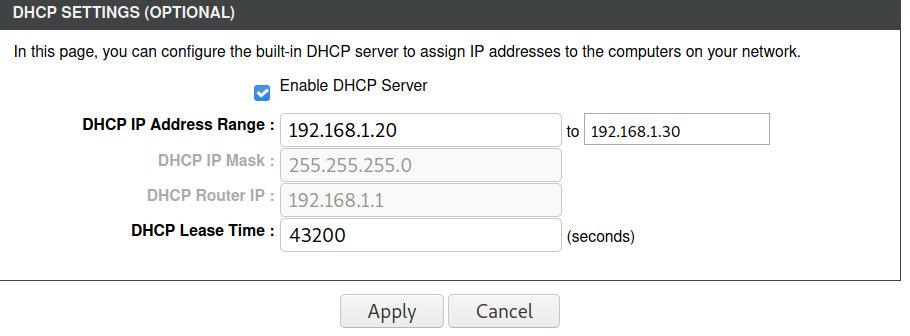 DHCP SETTINGS (OPTIONAL)
In this page, you can configure the built-in DHCP server to assign IP addresses to the computers on your network.
Enable DHCP Server
DHCP IP Address Range : 192.168.1.20 to 192.168.1.30
DHCP IP Mask : 255.255.255.0
DHCP Router IP : 192.168.1.1
DHCP Lease Time : 43200 (seconds)
Apply Cancel